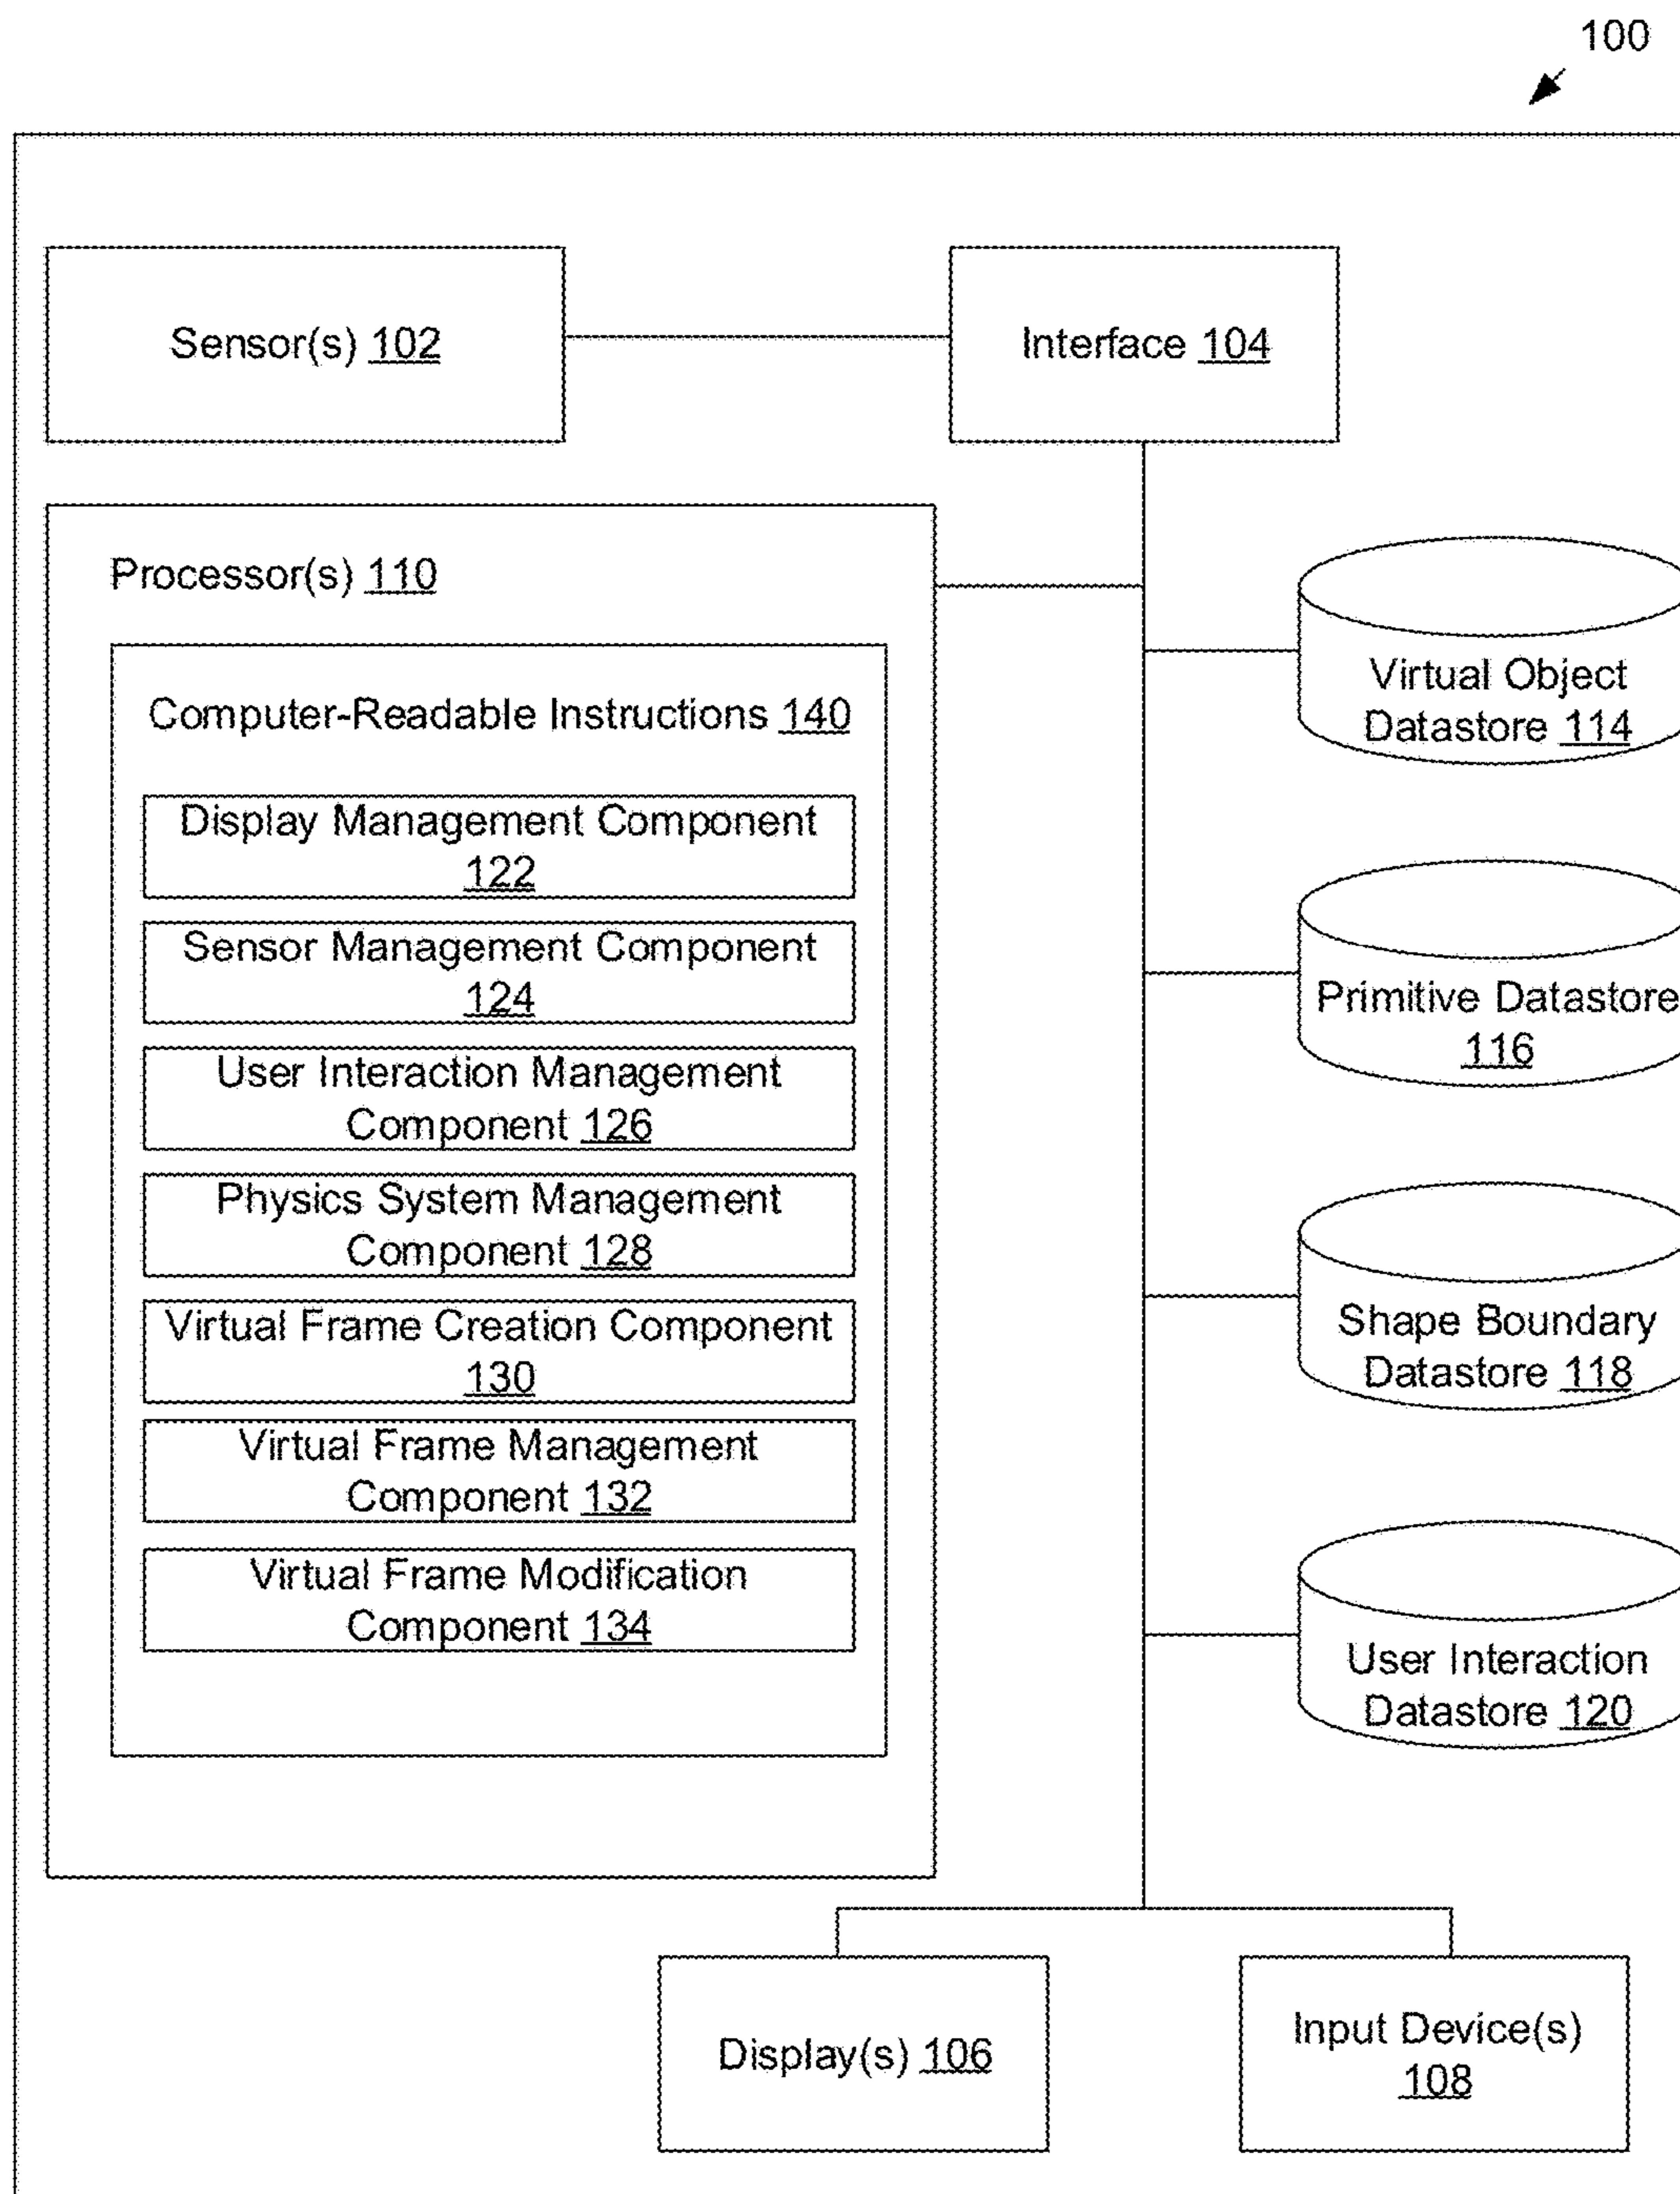 100
Sensor(s) 102
Interface 104
Processor(s) 110
Computer-Readable Instructions 140
Display Management Component
122
Sensor Management Component
124
User Interaction Management
Component 126
Physics System Management
Component 128
Virtual Frame Creation Component
130
Virtual Frame Management
Component 132
Virtual Frame Modification
Component 134
Virtual Object
Datastore 114
Primitive Datastore
116
Shape Boundary
Datastore 118
User Interaction
Datastore 120
Display(s) 106
Input Device(s)
108